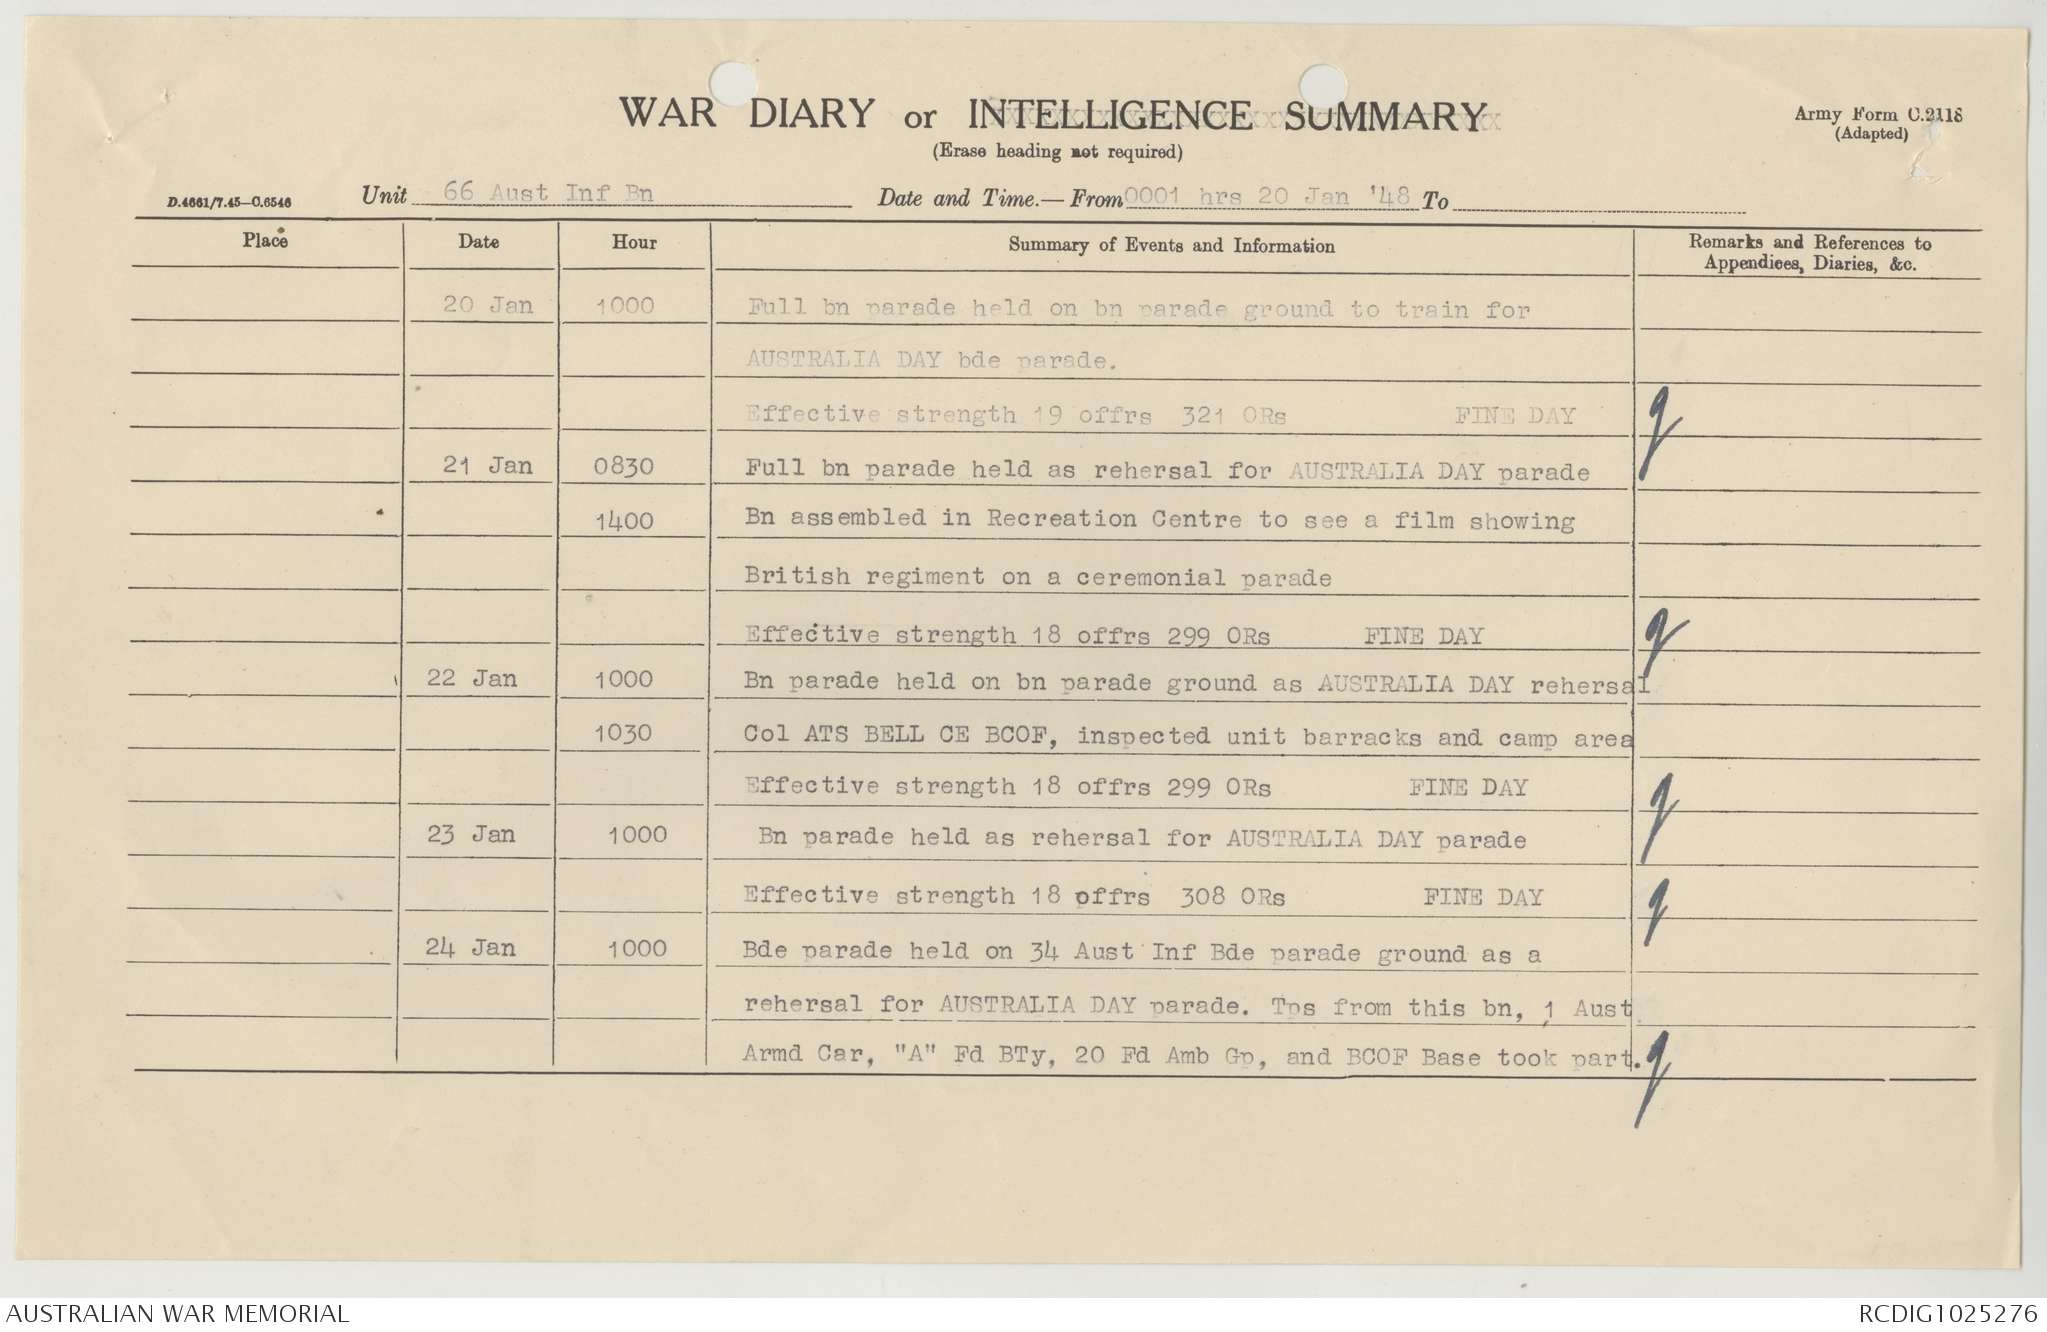 WAR DIARY or INTELLIGENCE SUMMARY
(Erase heading not required)
Army Form C.2118
(Adapted)
D.4661/7.45—C.6546
Unit 66 Aust Inf Bn Date and Time.—From 0001 hrs 20 Jan '48 To
Place Date Hour Summary of Events and Information Remarks and References to Appendices, Diaries, &c.
20 Jan 1000 Full bn parade held on bn parade ground to train for
AUSTRALIA DAY bde parade.
Effective strength 19 offrs 321 ORs FINE DAY
21 Jan 0830 Full bn parade held as rehersal for AUSTRALIA DAY parade
1400 Bn assembled in Recreation Centre to see a film showing
British regiment on a ceremonial parade
Effective strength 18 offrs 299 ORs FINE DAY
22 Jan 1000 Bn parade held on bn parade ground as AUSTRALIA DAY rehersal
1030 Col ATS BELL CE BCOF, inspected unit barracks and camp area
Effective strength 18 offrs 299 ORs FINE DAY
23 Jan 1000 Bn parade held as rehersal for AUSTRALIA DAY parade
Effective strength 18 offrs 308 ORs FINE DAY
24 Jan 1000 Bde parade held on 34 Aust Inf Bde parade ground as a
rehersal for AUSTRALIA DAY parade. Tps from this bn, 1 Aust
Armd Car, "A" Fd BTy, 20 Fd Amb Gp, and BCOF Base took part.
AUSTRALIAN WAR MEMORIAL
RCDIG1025276